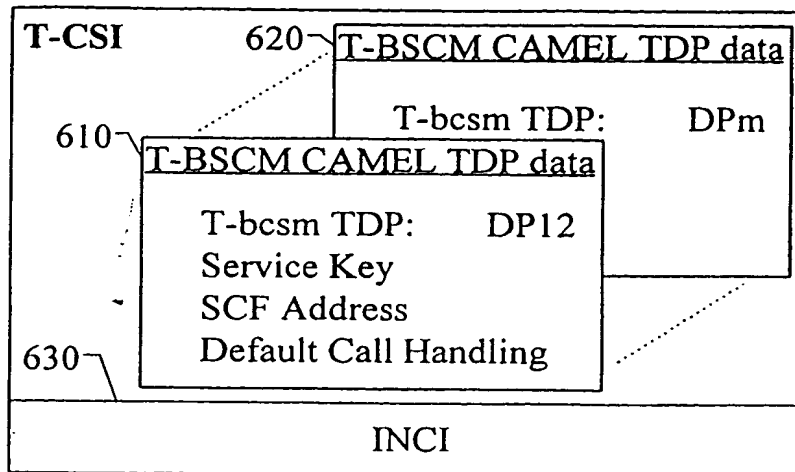 T-CSI
620
T-BSCM CAMEL TDP data
T-bcsm TDP: DPm
610
T-BSCM CAMEL TDP data
T-bcsm TDP: DP12
Service Key
SCF Address
Default Call Handling
630
INCI